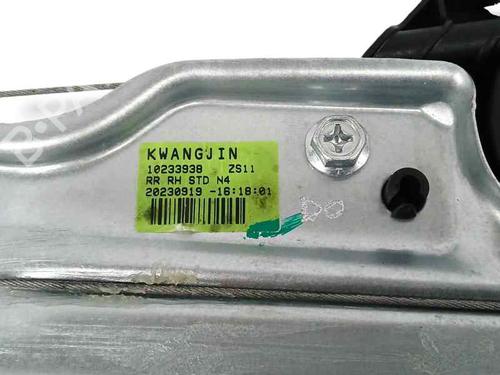 KWANGJIN
10233938 ZS11
RR RH STD N4
20230919 -16:18:01